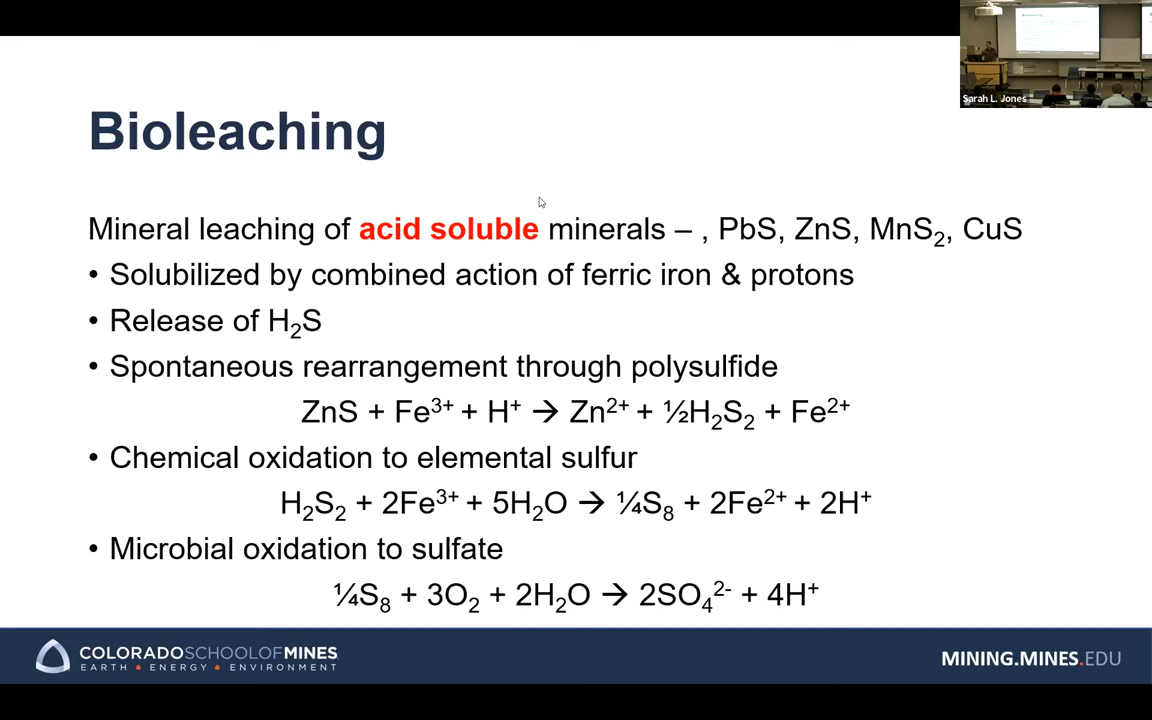 Sarah L. Jones
Bioleaching
Mineral leaching of acid soluble minerals – , PbS, ZnS, MnS₂, CuS
• Solubilized by combined action of ferric iron & protons
• Release of H₂S
• Spontaneous rearrangement through polysulfide
ZnS + Fe³⁺ + H⁺ → Zn²⁺ + ½H₂S₂ + Fe²⁺
• Chemical oxidation to elemental sulfur
H₂S₂ + 2Fe³⁺ + 5H₂O → ¼S₈ + 2Fe²⁺ + 2H⁺
• Microbial oxidation to sulfate
¼S₈ + 3O₂ + 2H₂O → 2SO₄²⁻ + 4H⁺
COLORADOSCHOOLOFMINES
EARTH • ENERGY • ENVIRONMENT
MINING.MINES.EDU